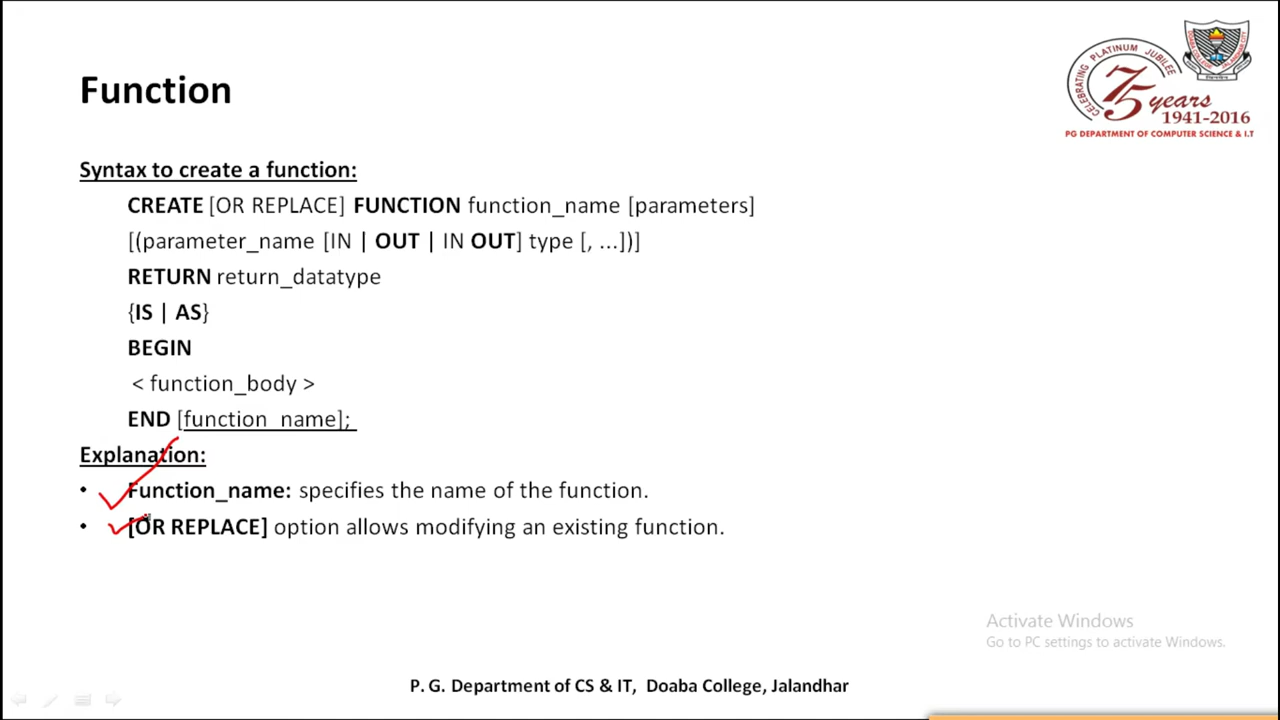 Function
CELEBRATING PLATINUM JUBILEE
75 years
1941-2016
PG DEPARTMENT OF COMPUTER SCIENCE & I.T
Syntax to create a function:
CREATE [OR REPLACE] FUNCTION function_name [parameters]
[(parameter_name [IN | OUT | IN OUT] type [, ...])]
RETURN return_datatype
{IS | AS}
BEGIN
< function_body >
END [function_name];
Explanation:
• Function_name: specifies the name of the function.
• [OR REPLACE] option allows modifying an existing function.
Activate Windows
Go to PC settings to activate Windows.
P. G. Department of CS & IT, Doaba College, Jalandhar